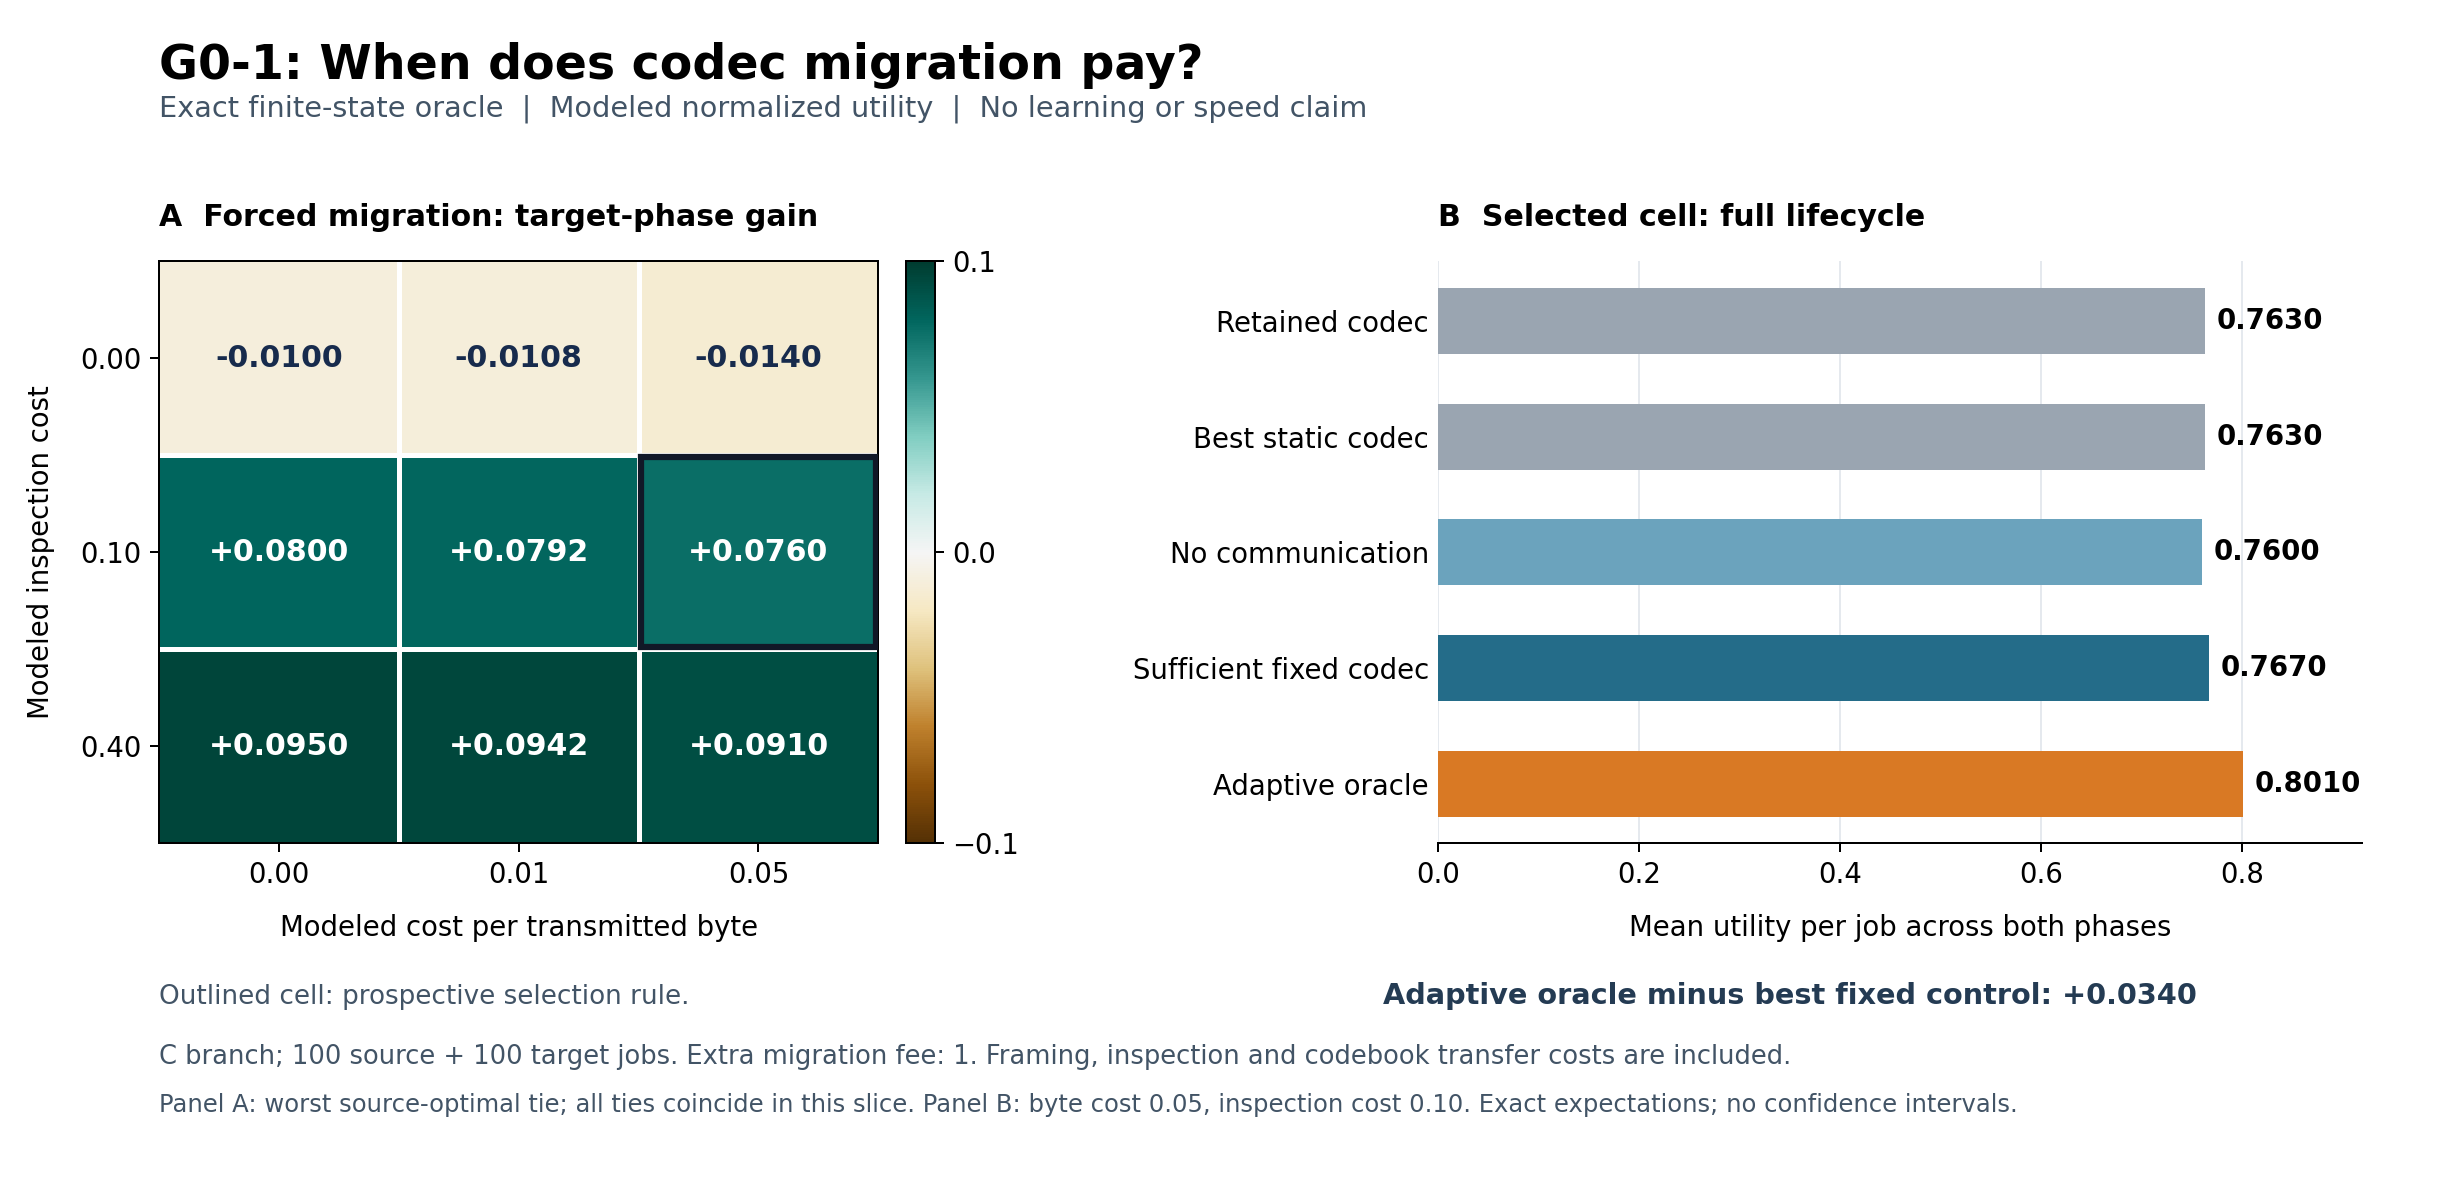 G0-1: When does codec migration pay?
Exact finite-state oracle | Modeled normalized utility | No learning or speed claim
A Forced migration: target-phase gain
Modeled inspection cost
0.00
0.10
0.40
-0.0100 -0.0108 -0.0140
+0.0800 +0.0792 +0.0760
+0.0950 +0.0942 +0.0910
0.00 0.01 0.05
Modeled cost per transmitted byte
0.1
0.0
−0.1
Outlined cell: prospective selection rule.
B Selected cell: full lifecycle
Retained codec 0.7630
Best static codec 0.7630
No communication 0.7600
Sufficient fixed codec 0.7670
Adaptive oracle 0.8010
0.0 0.2 0.4 0.6 0.8
Mean utility per job across both phases
Adaptive oracle minus best fixed control: +0.0340
C branch; 100 source + 100 target jobs. Extra migration fee: 1. Framing, inspection and codebook transfer costs are included.
Panel A: worst source-optimal tie; all ties coincide in this slice. Panel B: byte cost 0.05, inspection cost 0.10. Exact expectations; no confidence intervals.